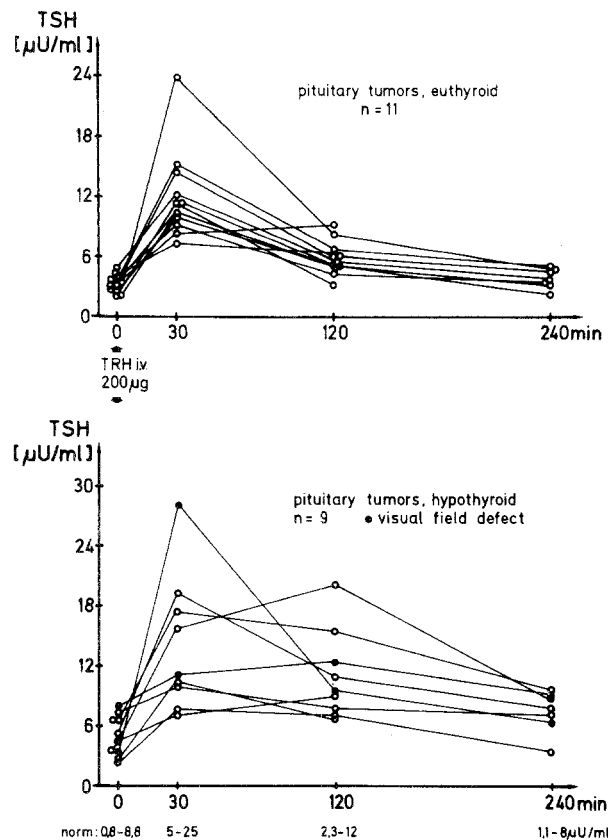 TSH
[µU/ml]
24
18
12
6
0
pituitary tumors, euthyroid
n = 11
0 30 120 240min
TRH i.v.
200µg
TSH
[µU/ml]
30
24
18
12
6
0
pituitary tumors, hypothyroid
n = 9 • visual field defect
0 30 120 240min
norm: 0,8-8,8 5-25 2,3-12 1,1-8µU/ml